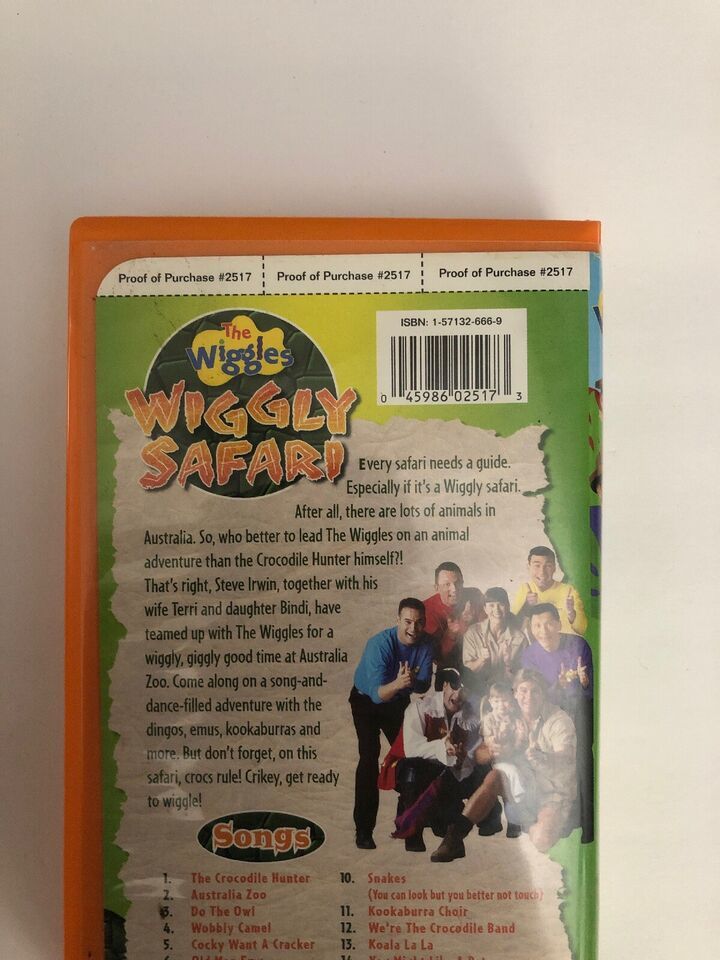 Proof of Purchase #2517 Proof of Purchase #2517 Proof of Purchase #2517
The
Wiggles
WIGGLY
SAFARI
ISBN: 1-57132-666-9
0 45986 02517 3
Every safari needs a guide.
Especially if it's a Wiggly safari.
After all, there are lots of animals in
Australia. So, who better to lead The Wiggles on an animal
adventure than the Crocodile Hunter himself?!
That's right, Steve Irwin, together with his
wife Terri and daughter Bindi, have
teamed up with The Wiggles for a
wiggly, giggly good time at Australia
Zoo. Come along on a song-and-
dance-filled adventure with the
dingos, emus, kookaburras and
more. But don't forget, on this
safari, crocs rule! Crikey, get ready
to wiggle!
Songs
1. The Crocodile Hunter
2. Australia Zoo
3. Do The Owl
4. Wobbly Camel
5. Cocky Want A Cracker
10. Snakes
(You can look but you better not touch)
11. Kookaburra Choir
12. We're The Crocodile Band
13. Koala La La